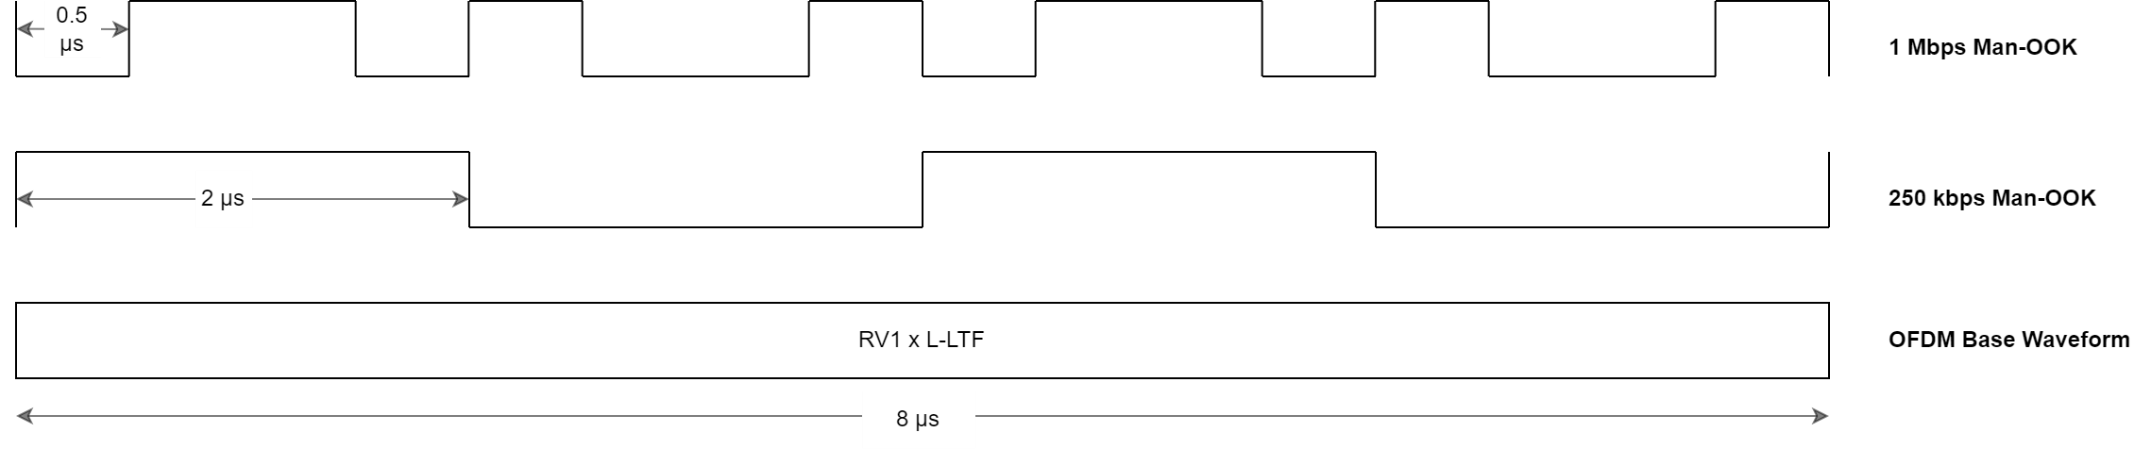 0.5
µs
1 Mbps Man-OOK
2 µs
250 kbps Man-OOK
RV1 x L-LTF
OFDM Base Waveform
8 µs